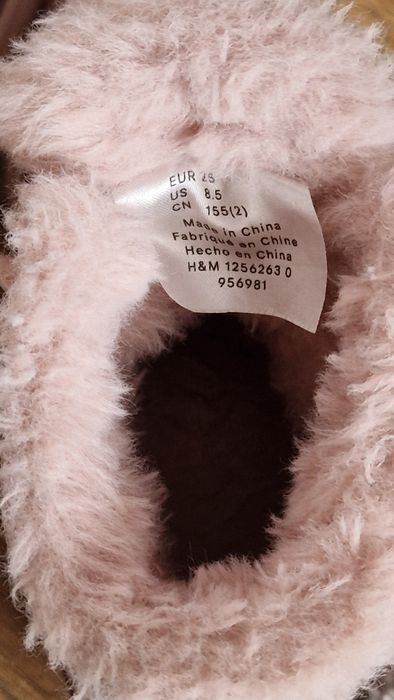 EUR 25
US 8.5
CN 155(2)
Made in China
Fabriqué en Chine
Hecho en China
H&M 1256263 0
956981